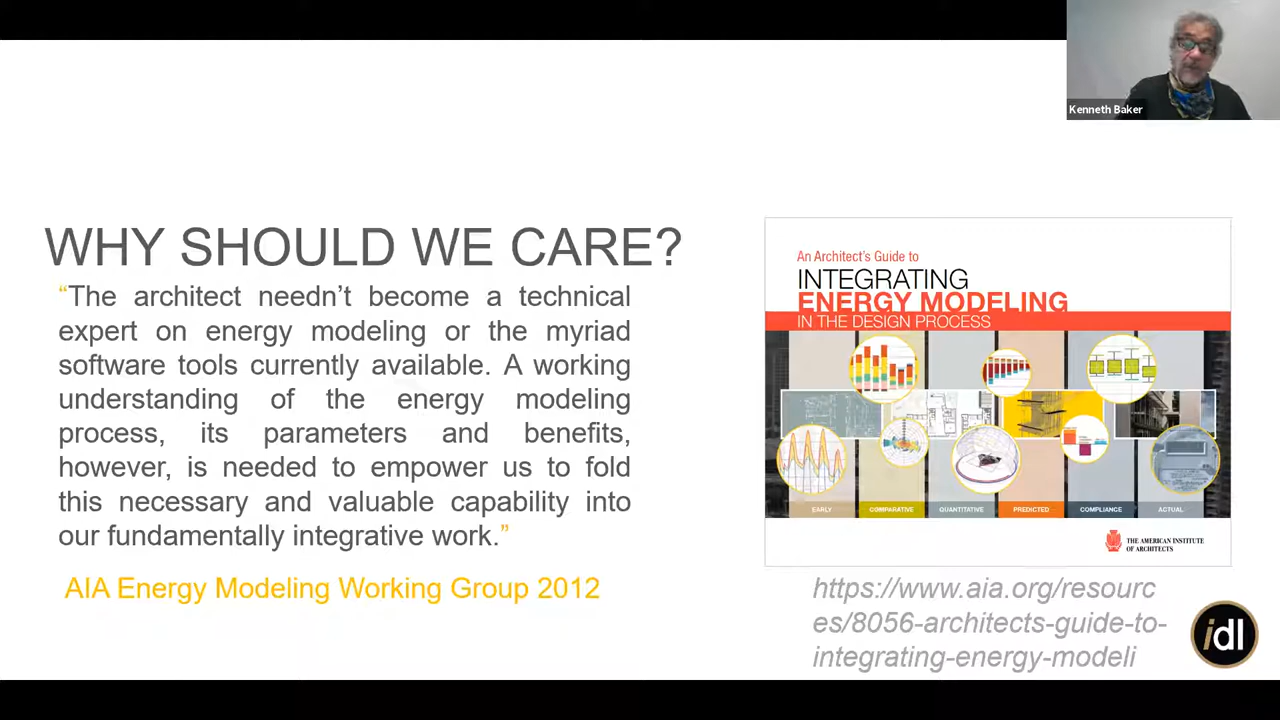 Kenneth Baker
WHY SHOULD WE CARE?
“The architect needn’t become a technical
expert on energy modeling or the myriad
software tools currently available. A working
understanding of the energy modeling
process, its parameters and benefits,
however, is needed to empower us to fold
this necessary and valuable capability into
our fundamentally integrative work.”
AIA Energy Modeling Working Group 2012
An Architect's Guide to
INTEGRATING
ENERGY MODELING
IN THE DESIGN PROCESS
EARLY
COMPARATIVE
QUANTITATIVE
PREDICTED
COMPLIANCE
ACTUAL
THE AMERICAN INSTITUTE
OF ARCHITECTS
https://www.aia.org/resourc
es/8056-architects-guide-to-
integrating-energy-modeli
idl